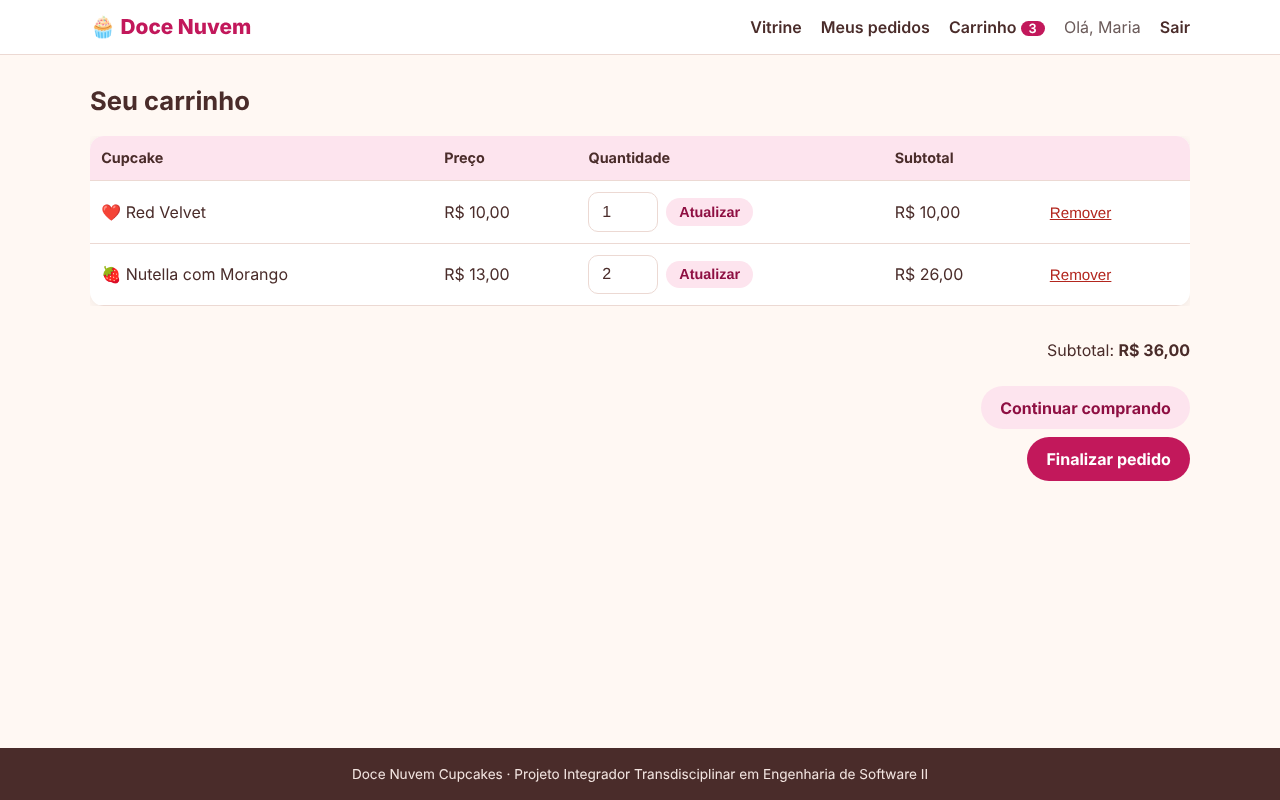 🧁 Doce Nuvem Vitrine Meus pedidos Carrinho 3 Olá, Maria Sair
Seu carrinho
Cupcake Preço Quantidade Subtotal
❤️ Red Velvet R$ 10,00 1 Atualizar R$ 10,00 Remover
🍓 Nutella com Morango R$ 13,00 2 Atualizar R$ 26,00 Remover
Subtotal: R$ 36,00
Continuar comprando
Finalizar pedido
Doce Nuvem Cupcakes · Projeto Integrador Transdisciplinar em Engenharia de Software II